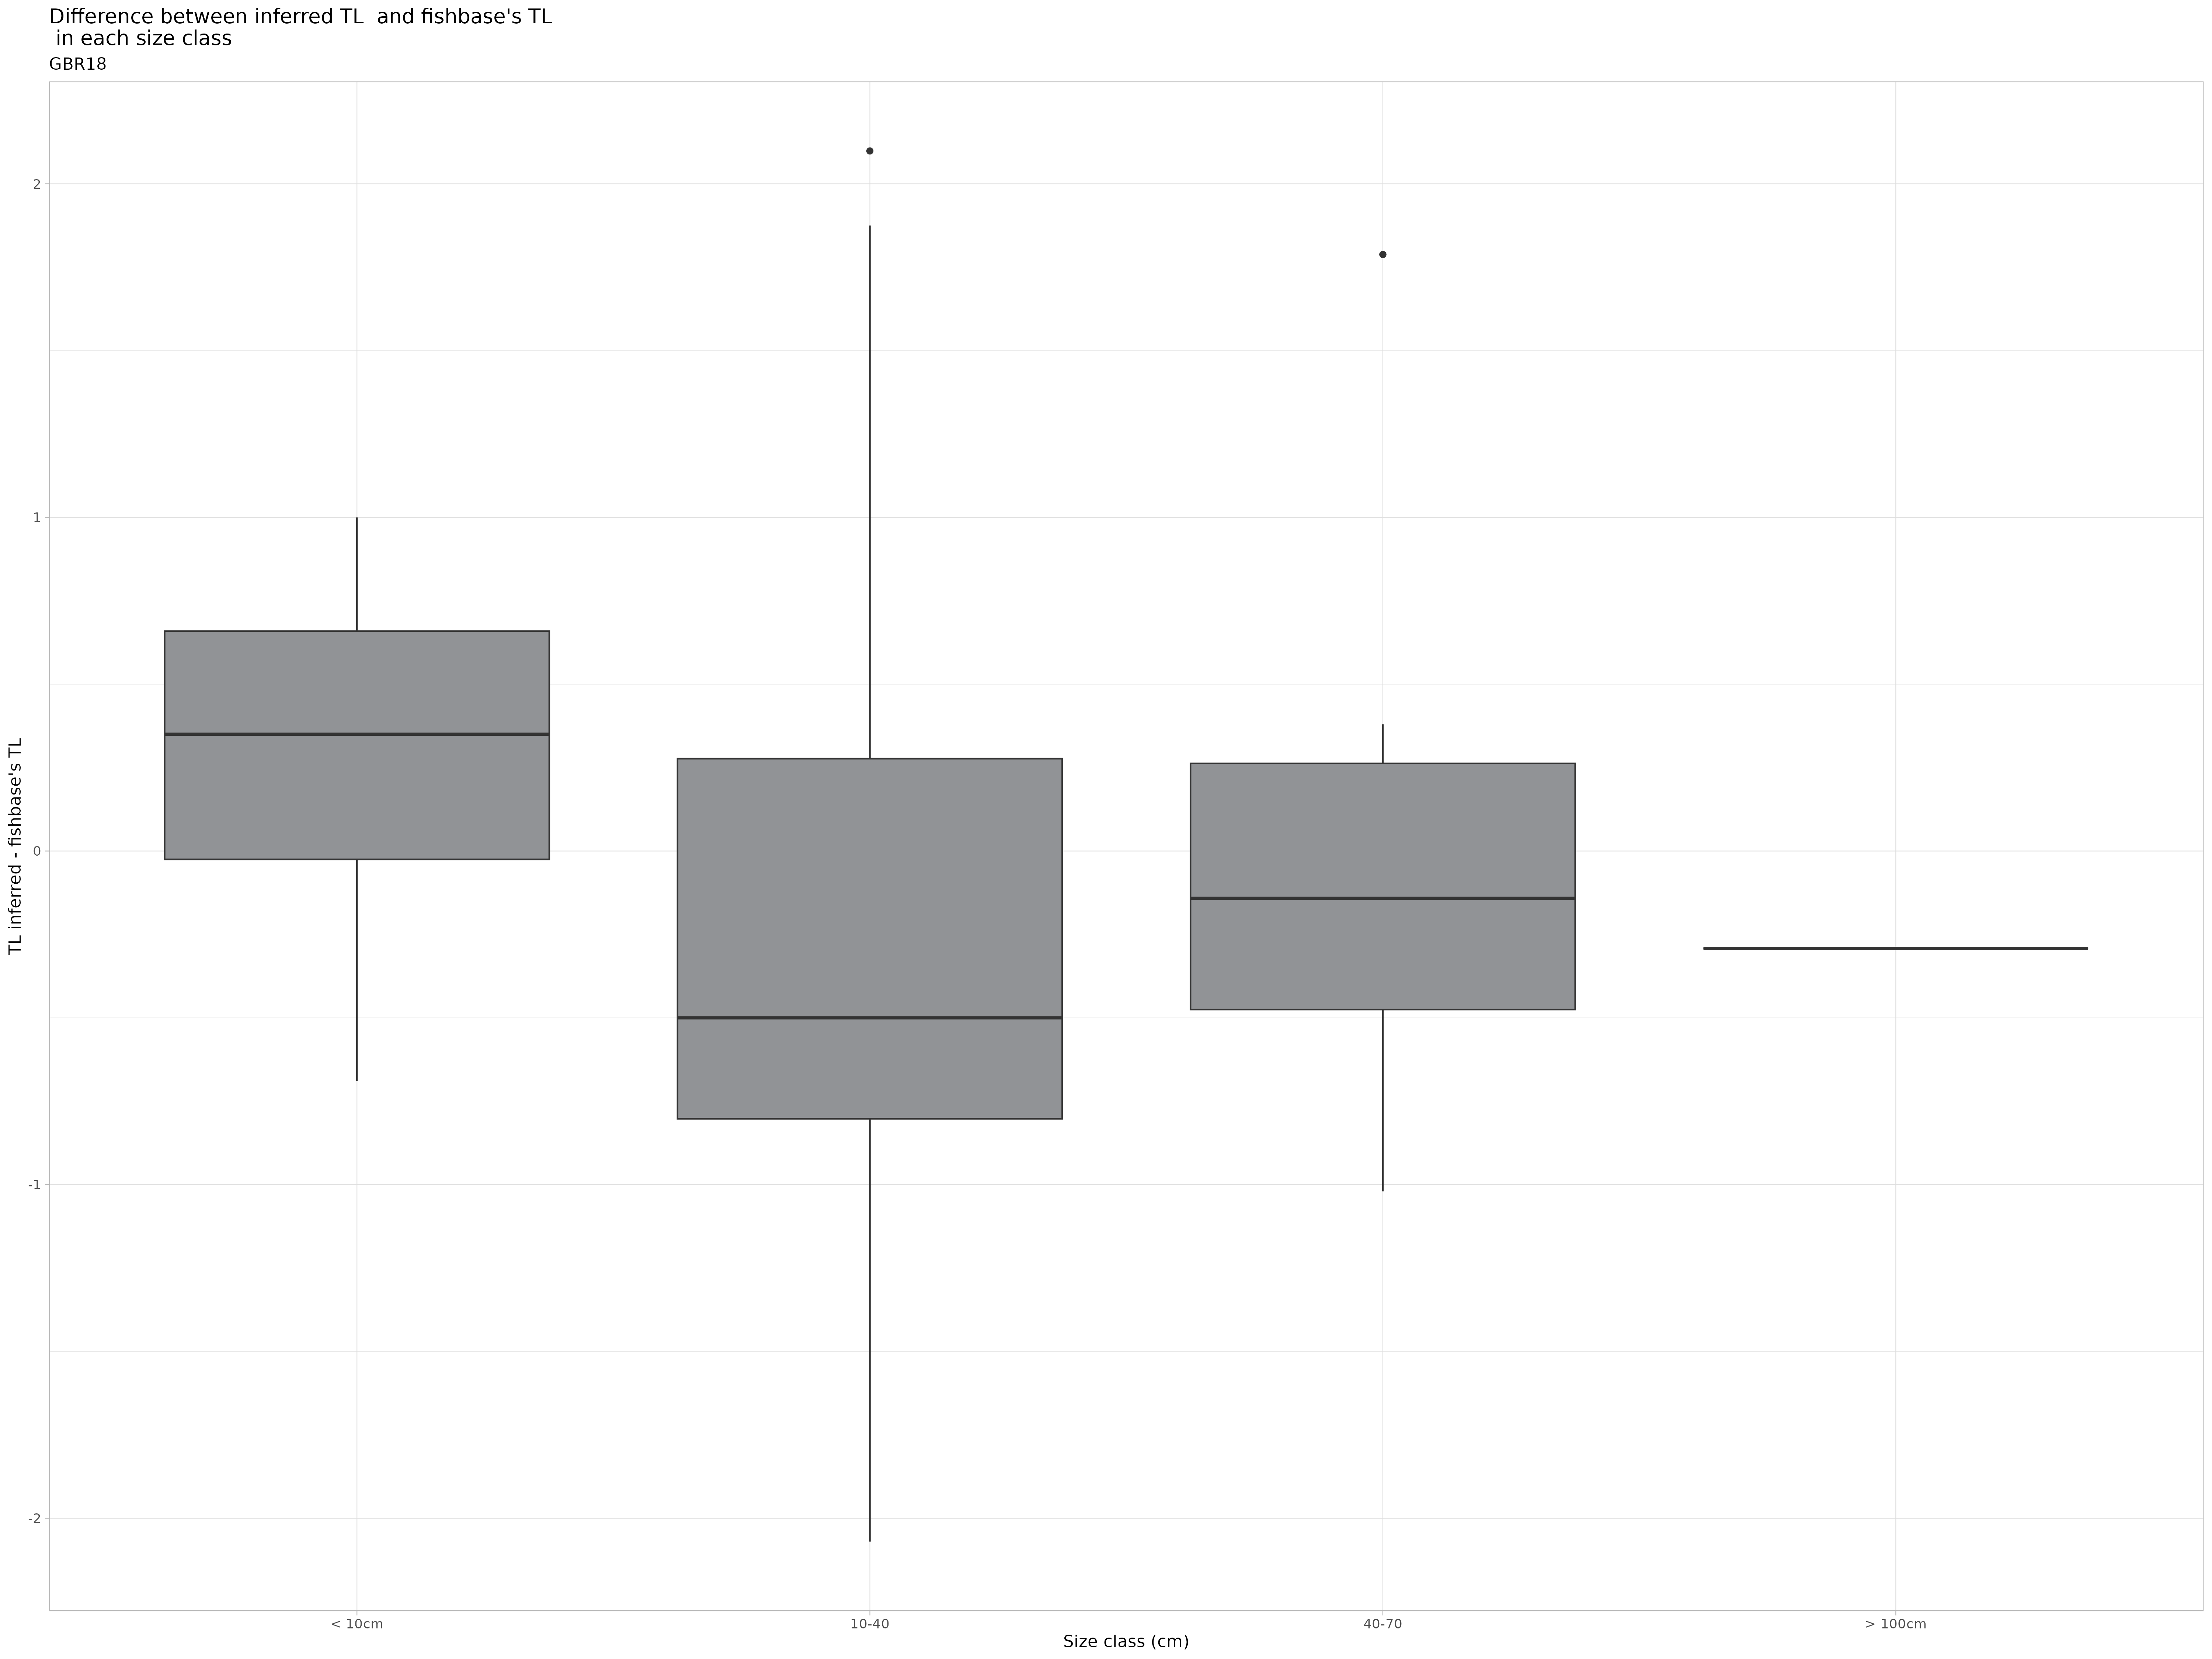 Difference between inferred TL  and fishbase's TL
in each size class
GBR18
TL inferred - fishbase's TL
2
1
0
-1
-2
< 10cm
10-40
40-70
> 100cm
Size class (cm)